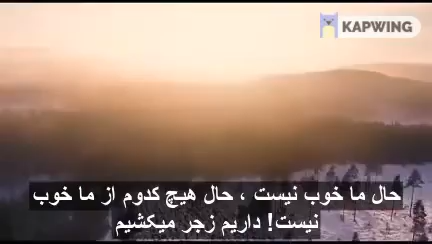 KAPWING
حال ما خوب نیست ، حال هیچ کدوم از ما خوب
نیست! داریم زجر میکشیم